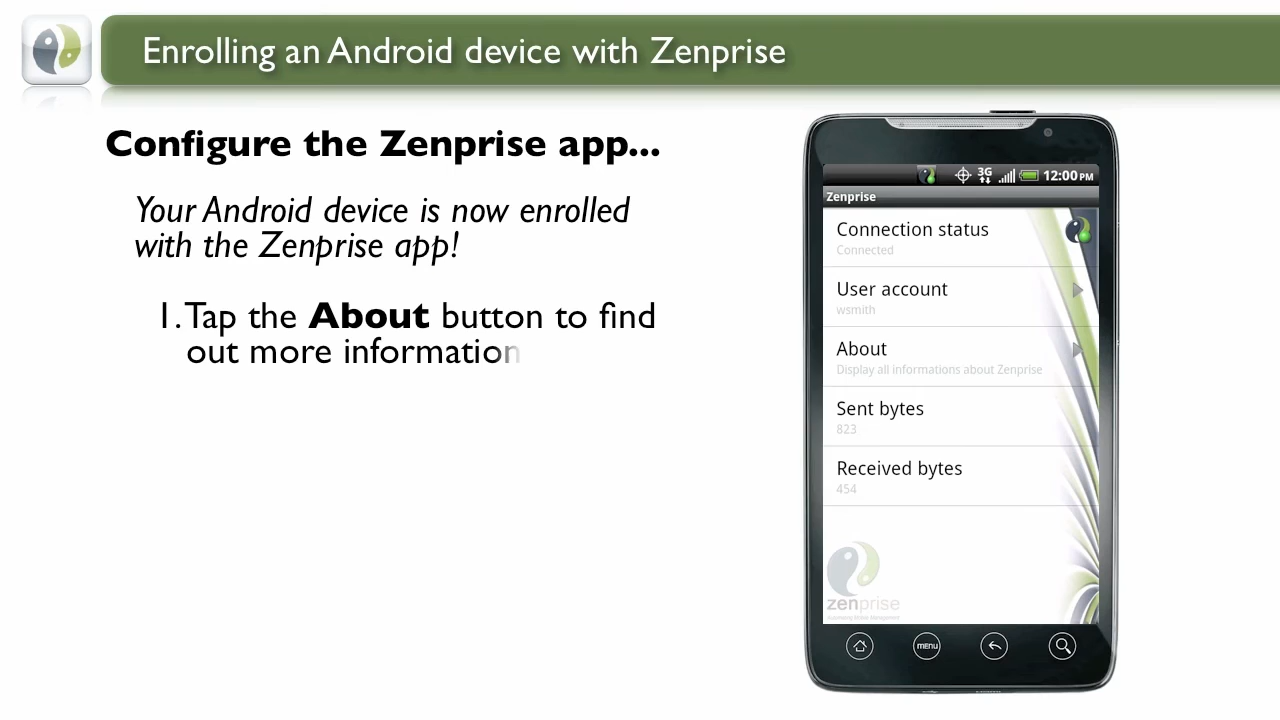 Enrolling an Android device with Zenprise
Configure the Zenprise app...
Your Android device is now enrolled
with the Zenprise app!
1. Tap the About button to find
out more information
3G
12:00 PM
Zenprise
Connection status
Connected
User account
wsmith
About
Display all informations about Zenprise
Sent bytes
823
Received bytes
454
zenprise
MENU